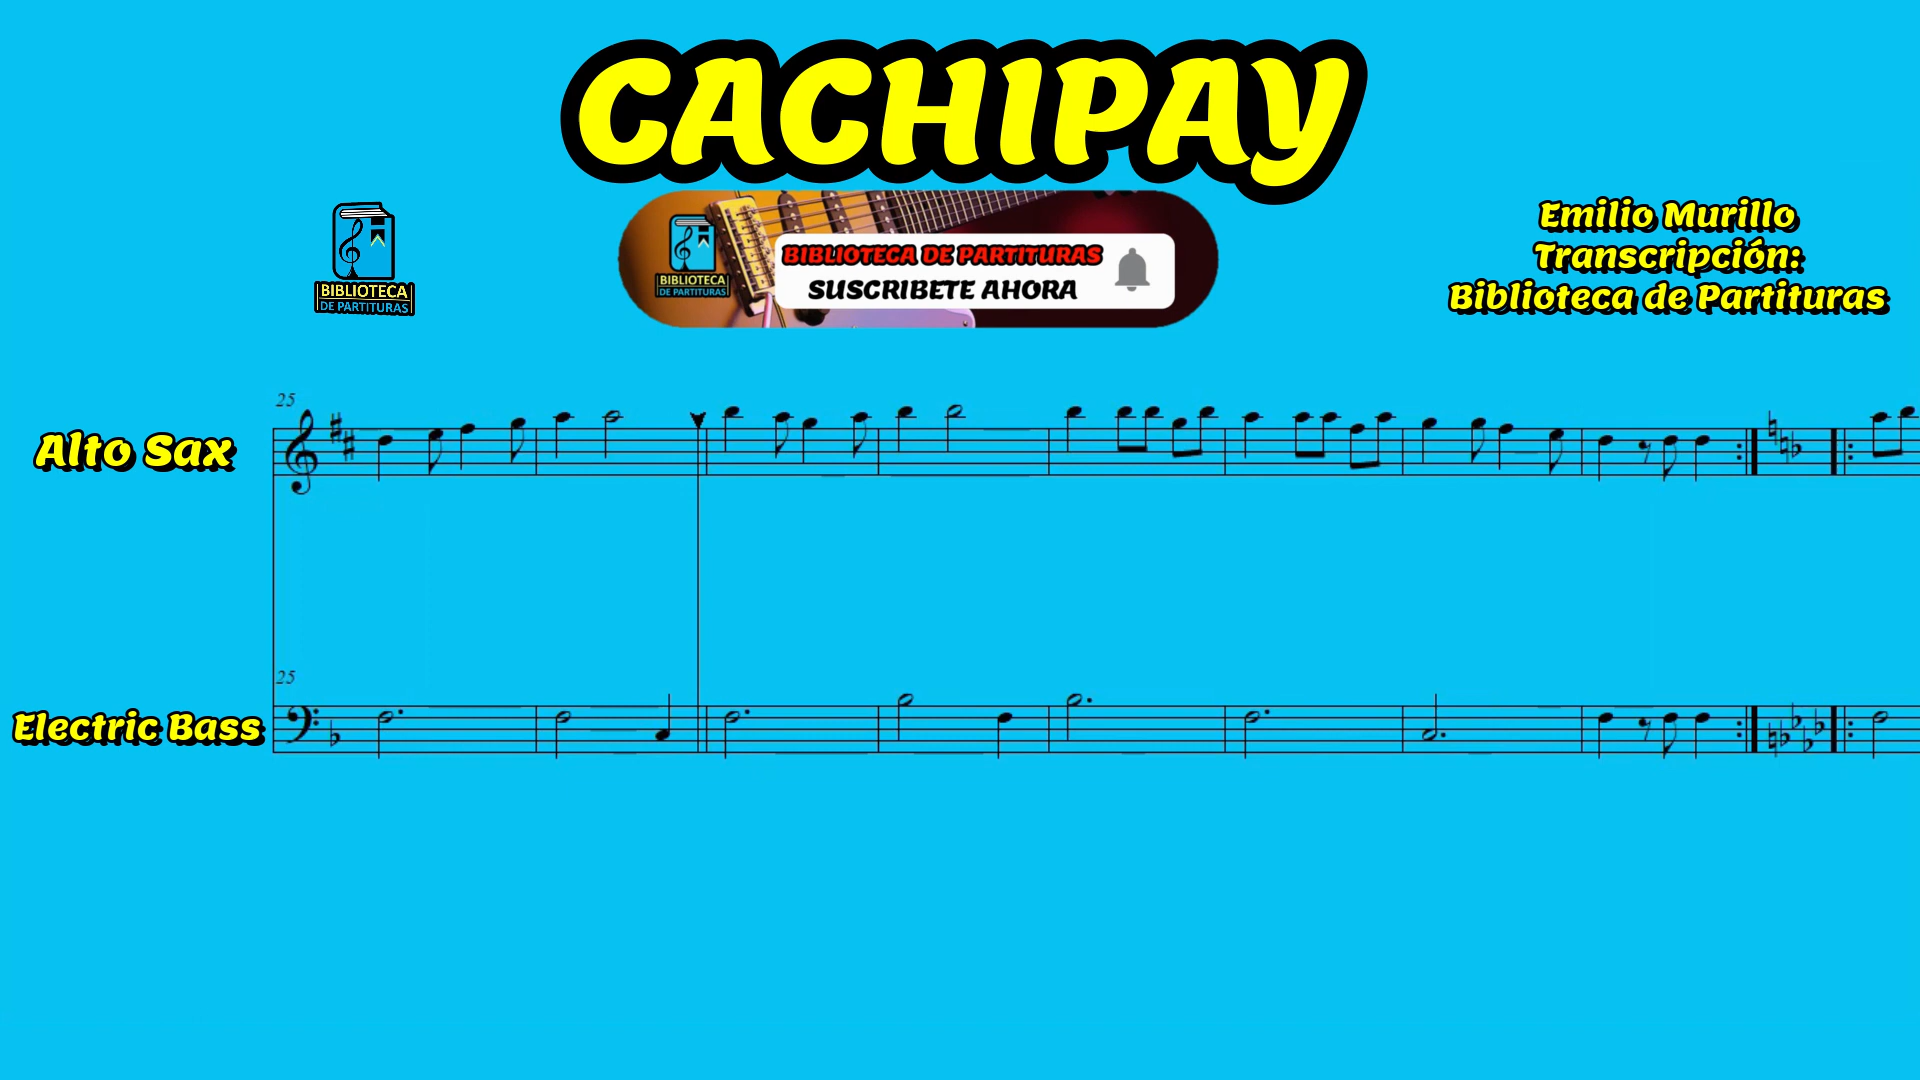 CACHIPAY
BIBLIOTECA
DE PARTITURAS
BIBLIOTECA
DE PARTITURAS
BIBLIOTECA DE PARTITURAS
SUSCRIBETE AHORA
Emilio Murillo
Transcripción:
Biblioteca de Partituras
25
Alto Sax
25
Electric Bass